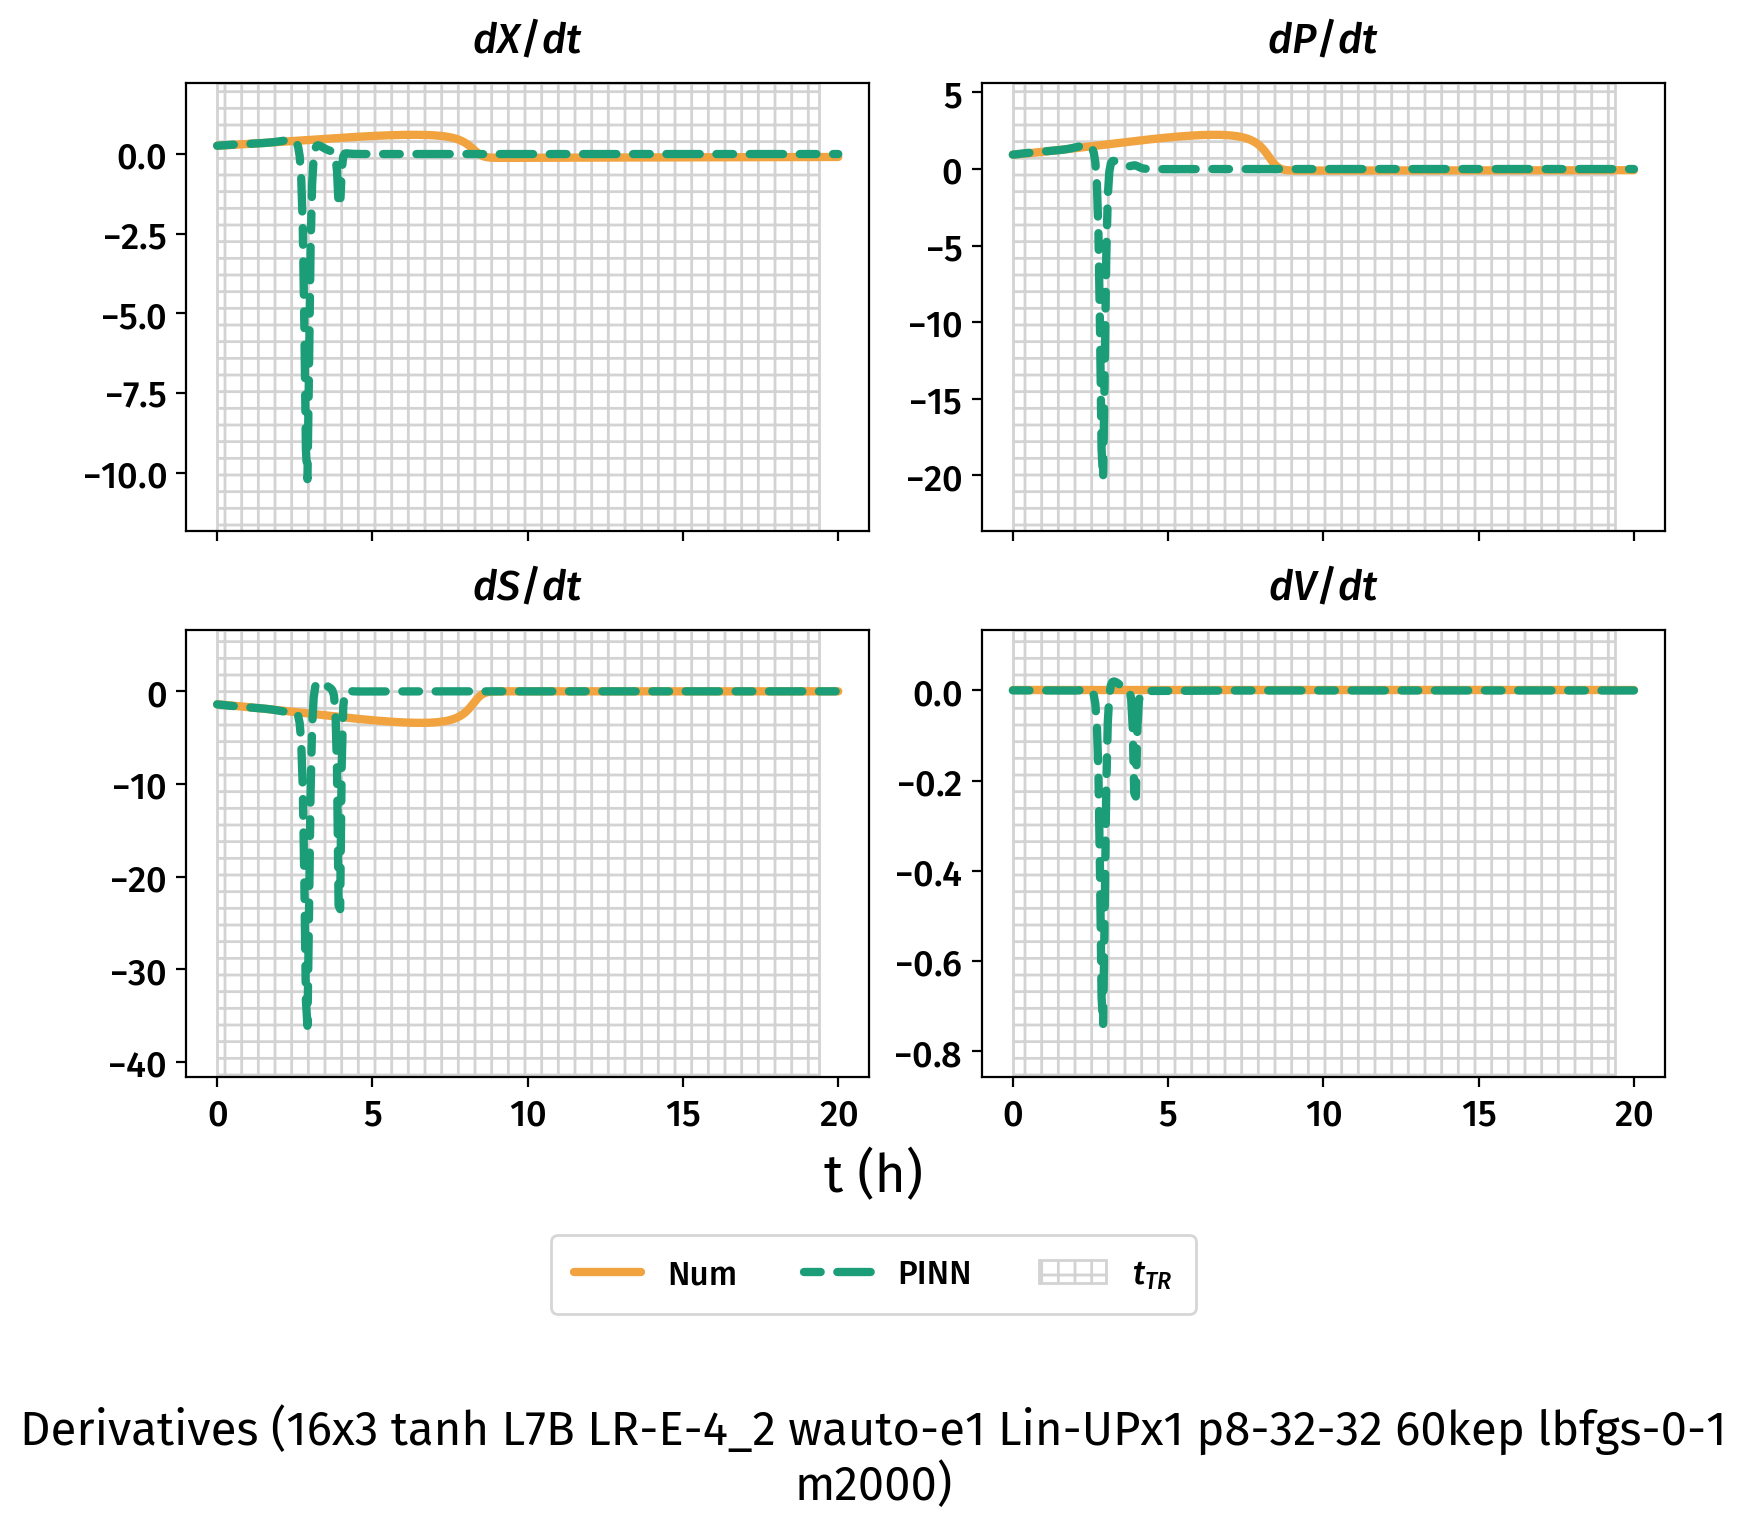 dX/dt
dP/dt
0.0
−2.5
−5.0
−7.5
−10.0
5
0
−5
−10
−15
−20
dS/dt
dV/dt
0
−10
−20
−30
−40
0.0
−0.2
−0.4
−0.6
−0.8
0 5 10 15 20
0 5 10 15 20
t (h)
Num PINN t_TR
Derivatives (16x3 tanh L7B LR-E-4_2 wauto-e1 Lin-UPx1 p8-32-32 60kep lbfgs-0-1
m2000)